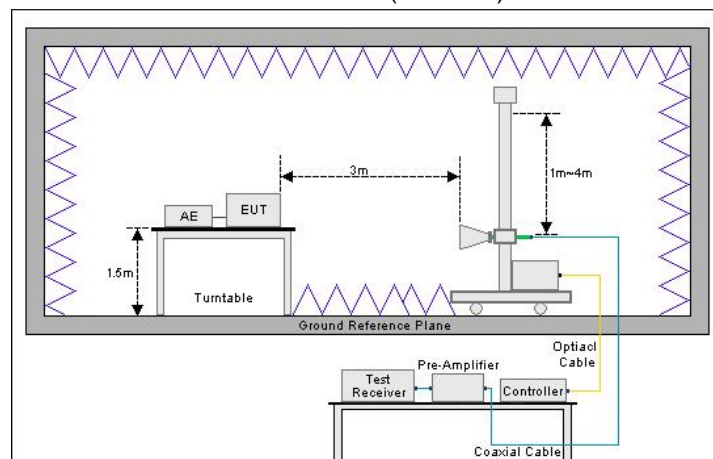 3m
1m~4m
AE
EUT
1.5m
Turntable
Ground Reference Plane
Optiacl
Cable
Pre-Amplifier
Test
Receiver
Controller
Coaxial Cable